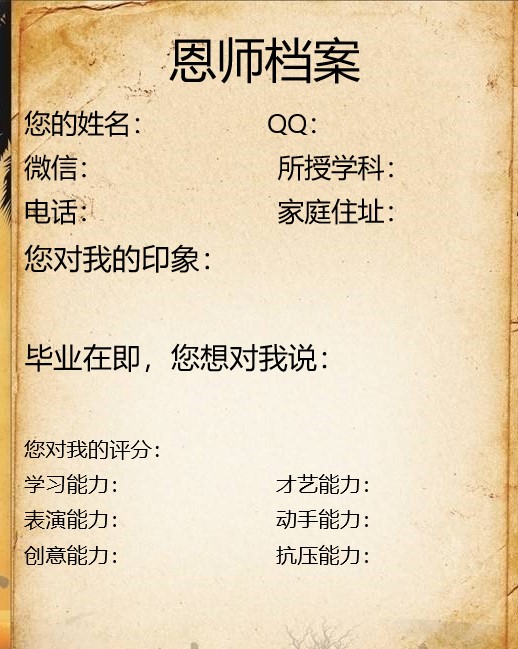 恩师档案
您的姓名： QQ：
微信： 所授学科：
电话： 家庭住址：
您对我的印象：
毕业在即，您想对我说：
您对我的评分：
学习能力： 才艺能力：
表演能力： 动手能力：
创意能力： 抗压能力：